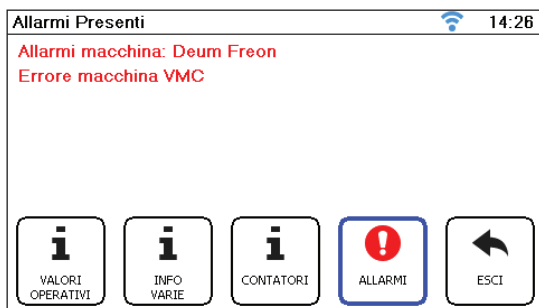 Allarmi Presenti 14:26
Allarmi macchina: Deum Freon
Errore macchina VMC
VALORI
OPERATIVI
INFO
VARIE
CONTATORI
ALLARMI
ESCI